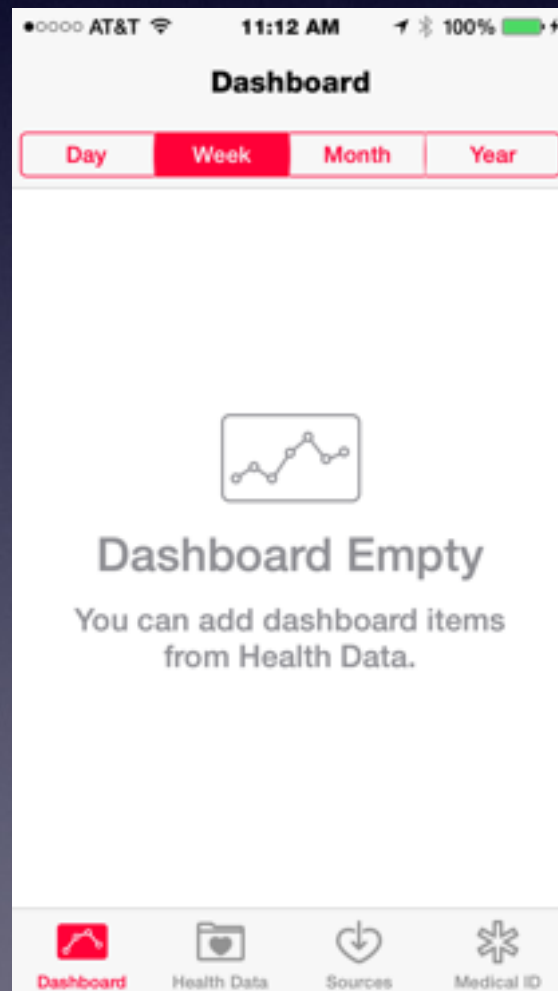 AT&T 11:12 AM 100%
Dashboard
Day Week Month Year
Dashboard Empty
You can add dashboard items
from Health Data.
Dashboard Health Data Sources Medical ID